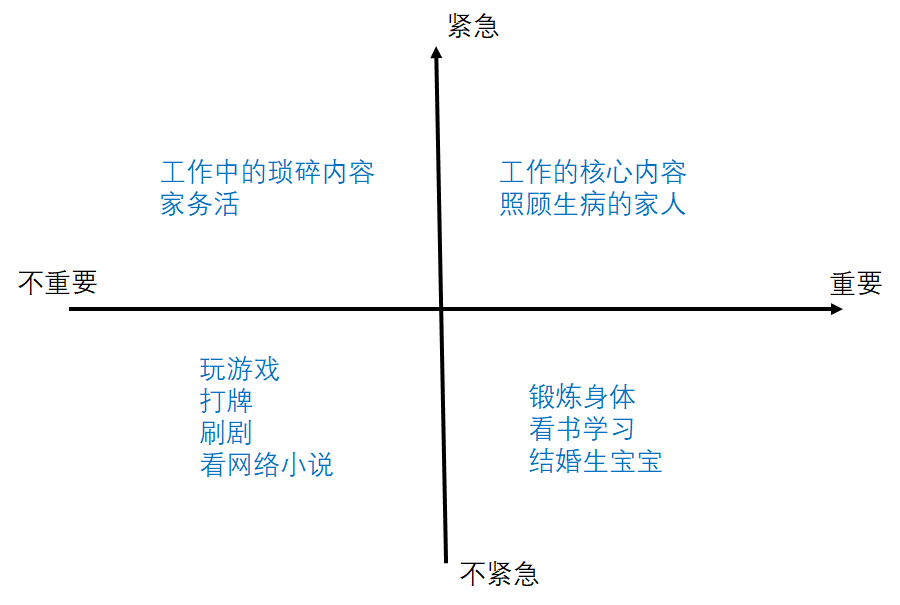 紧急
工作中的琐碎内容
家务活
工作的核心内容
照顾生病的家人
不重要
重要
玩游戏
打牌
刷剧
看网络小说
锻炼身体
看书学习
结婚生宝宝
不紧急